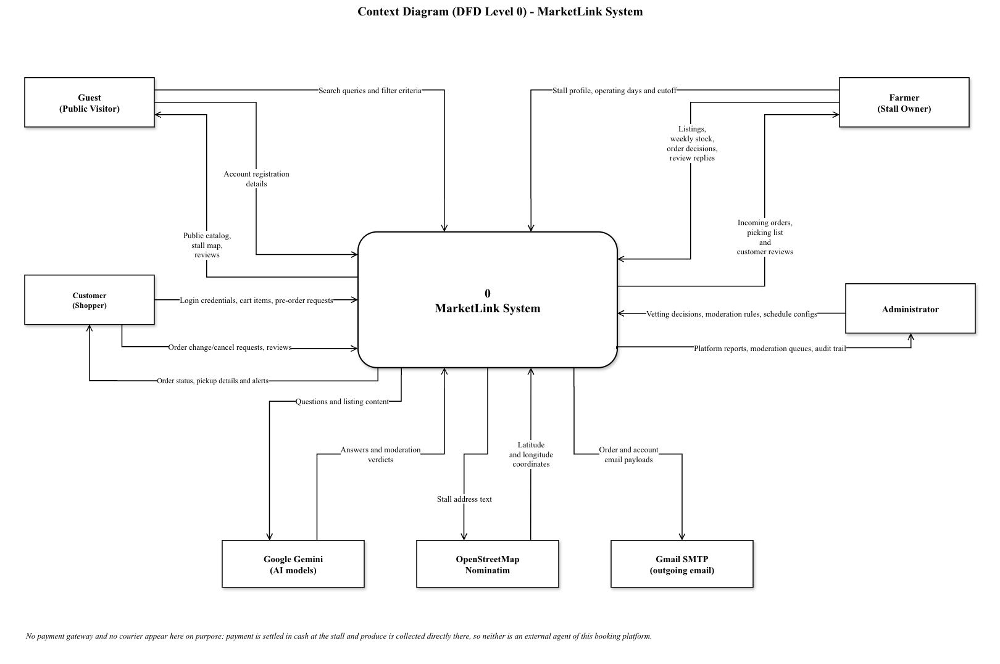 Context Diagram (DFD Level 0) - MarketLink System
Guest
(Public Visitor)
Search queries and filter criteria
Stall profile, operating days and cutoff
Farmer
(Stall Owner)
Listings,
weekly stock,
order decisions,
review replies
Account registration
details
Public catalog,
stall map,
reviews
Incoming orders,
picking list
and
customer reviews
Customer
(Shopper)
Login credentials, cart items, pre-order requests
0
MarketLink System
Vetting decisions, moderation rules, schedule configs
Administrator
Order change/cancel requests, reviews
Platform reports, moderation queues, audit trail
Order status, pickup details and alerts
Questions and listing content
Answers and moderation
verdicts
Latitude
and longitude
coordinates
Order and account
email payloads
Stall address text
Google Gemini
(AI models)
OpenStreetMap
Nominatim
Gmail SMTP
(outgoing email)
No payment gateway and no courier appear here on purpose: payment is settled in cash at the stall and produce is collected directly there, so neither is an external agent of this booking platform.